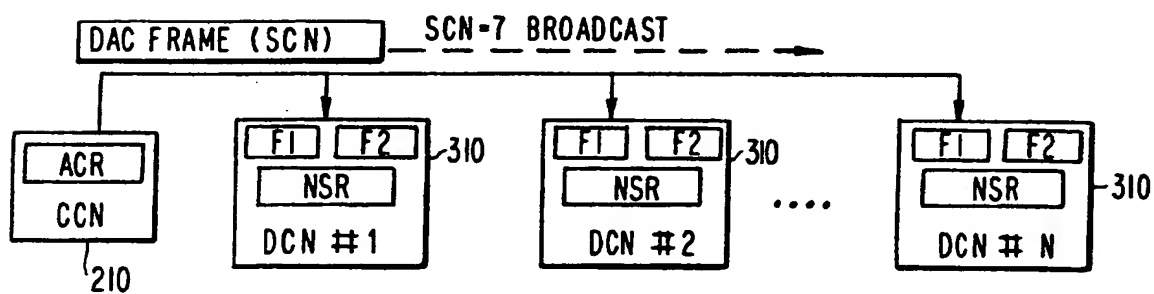 DAC FRAME (SCN)
SCN=7 BROADCAST
ACR
CCN
210
F1 F2
NSR
DCN #1
310
F1 F2
NSR
DCN #2
310
....
F1 F2
NSR
DCN # N
310